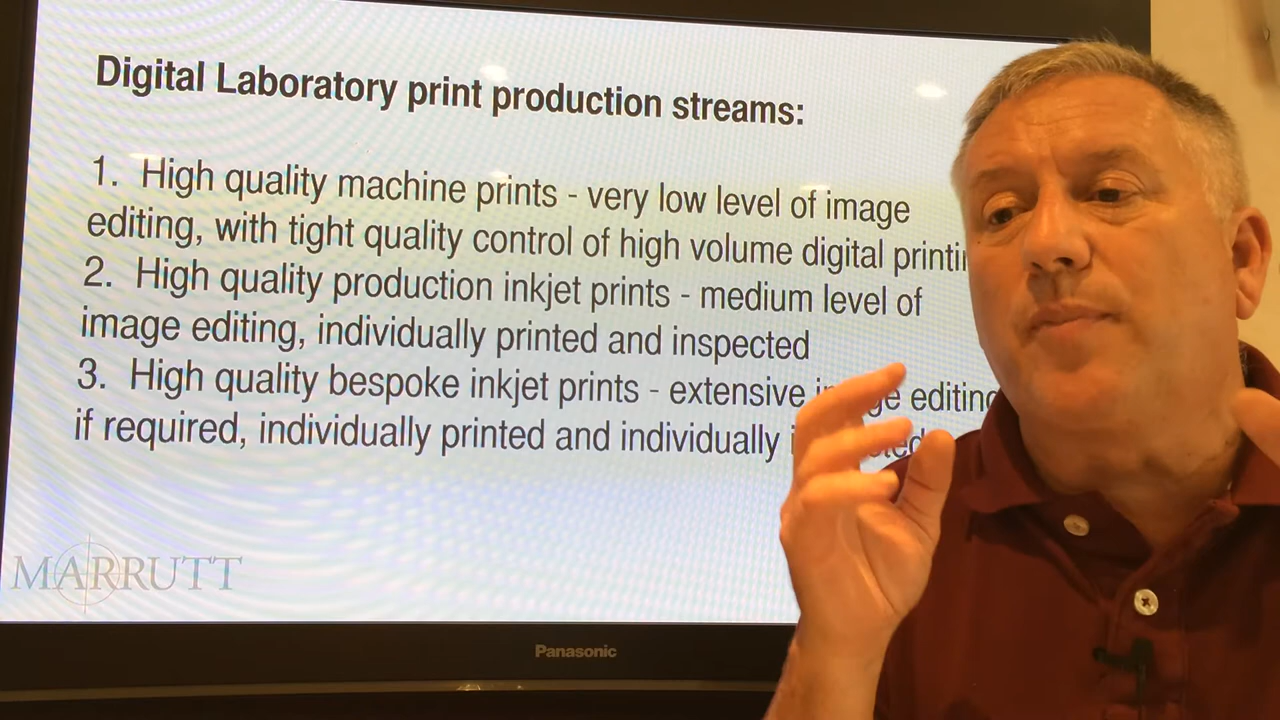 Digital Laboratory print production streams:
1. High quality machine prints - very low level of image
editing, with tight quality control of high volume digital
2. High quality production inkjet prints - medium level of
image editing, individually printed and inspected
3. High quality bespoke inkjet prints - extensive editing
if required, individually printed and individually
MARRUTT
Panasonic